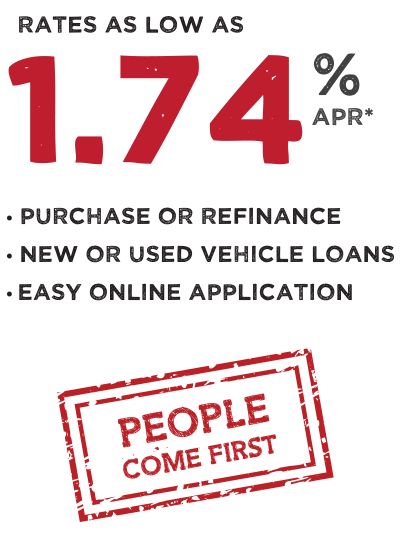 RATES AS LOW AS
1.74%
APR*
• PURCHASE OR REFINANCE
• NEW OR USED VEHICLE LOANS
• EASY ONLINE APPLICATION
PEOPLE
COME FIRST